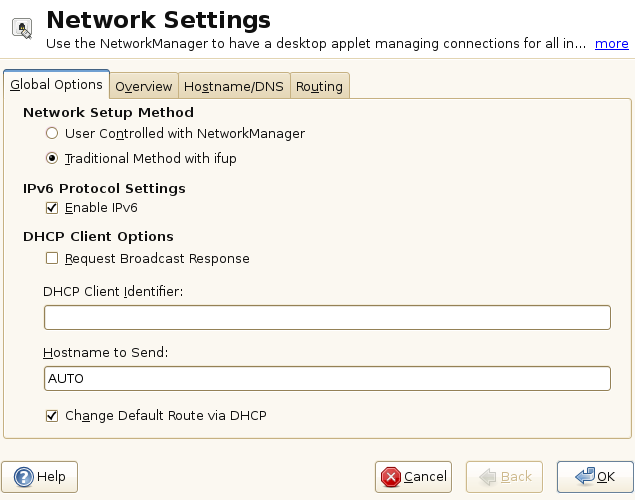 Network Settings
Use the NetworkManager to have a desktop applet managing connections for all in... more
Global Options Overview Hostname/DNS Routing
Network Setup Method
User Controlled with NetworkManager
Traditional Method with ifup
IPv6 Protocol Settings
Enable IPv6
DHCP Client Options
Request Broadcast Response
DHCP Client Identifier:
Hostname to Send:
AUTO
Change Default Route via DHCP
Help Cancel Back OK